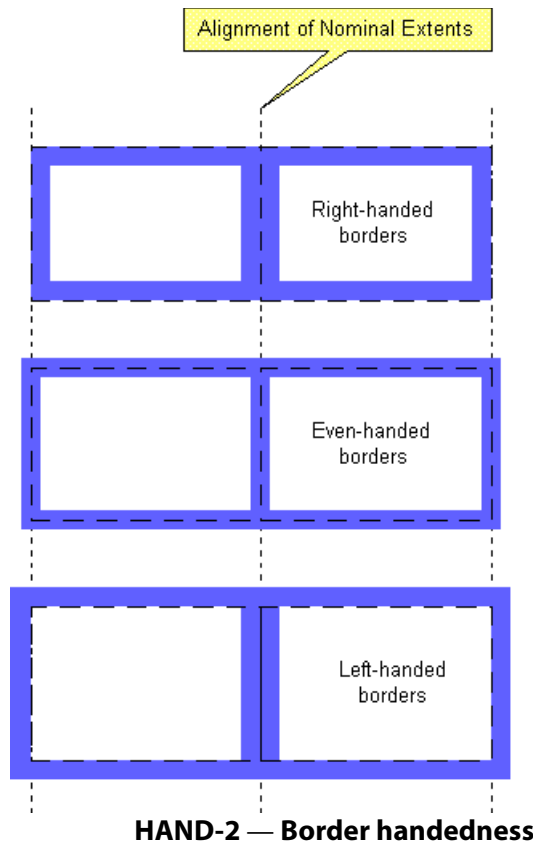 Alignment of Nominal Extents
Right-handed
borders
Even-handed
borders
Left-handed
borders
HAND-2 — Border handedness